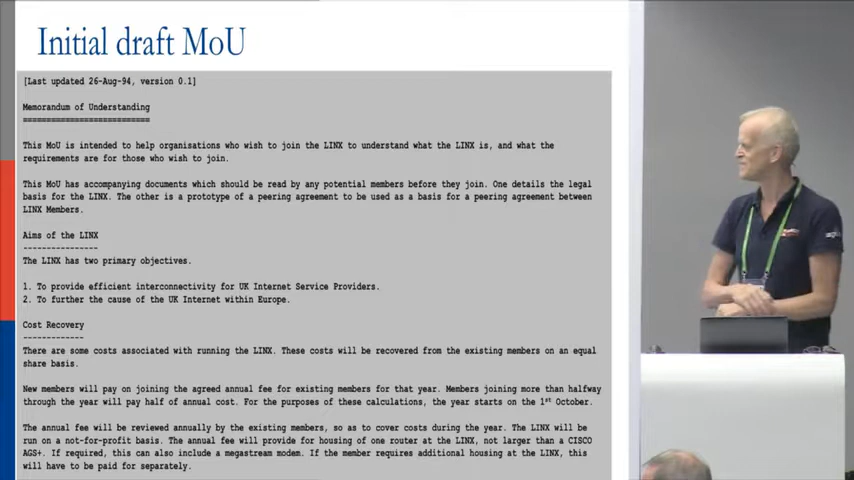 Initial draft MoU
[Last updated 26-Aug-94, version 0.1]
Memorandum of Understanding
===========================
This MoU is intended to help organisations who wish to join the LINX to understand what the LINX is, and what the
requirements are for those who wish to join.
This MoU has accompanying documents which should be read by any potential members before they join. One details the legal
basis for the LINX. The other is a prototype of a peering agreement to be used as a basis for a peering agreement between
LINX Members.
Aims of the LINX
----------------
The LINX has two primary objectives.
1. To provide efficient interconnectivity for UK Internet Service Providers.
2. To further the cause of the UK Internet within Europe.
Cost Recovery
-------------
There are some costs associated with running the LINX. These costs will be recovered from the existing members on an equal
share basis.
New members will pay on joining the agreed annual fee for existing members for that year. Members joining more than halfway
through the year will pay half of annual cost. For the purposes of these calculations, the year starts on the 1st October.
The annual fee will be reviewed annually by the existing members, so as to cover costs during the year. The LINX will be
run on a not-for-profit basis. The annual fee will provide for housing of one router at the LINX, not larger than a CISCO
AGS+. If required, this can also include a megastream modem. If the member requires additional housing at the LINX, this
will have to be paid for separately.